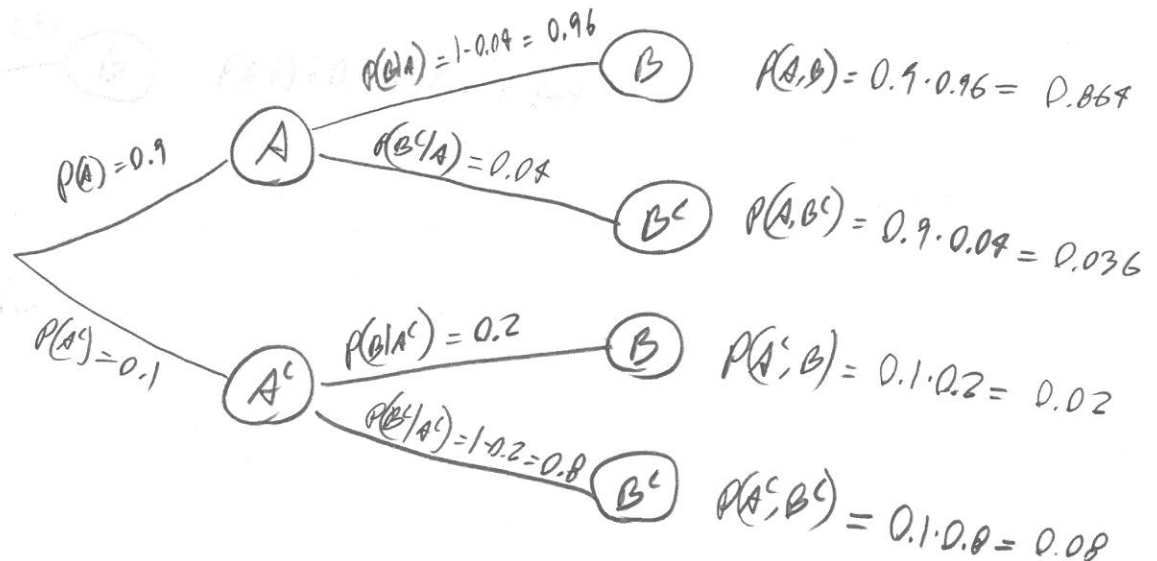 P(A) = 0.9
P(B|A) = 1-0.04 = 0.96
P(B^c|A) = 0.04
A
B
P(A,B) = 0.9·0.96 = 0.864
B^c
P(A,B^c) = 0.9·0.04 = 0.036
P(A^c) = 0.1
P(B|A^c) = 0.2
P(B^c|A^c) = 1-0.2 = 0.8
A^c
B
P(A^c,B) = 0.1·0.2 = 0.02
B^c
P(A^c,B^c) = 0.1·0.8 = 0.08